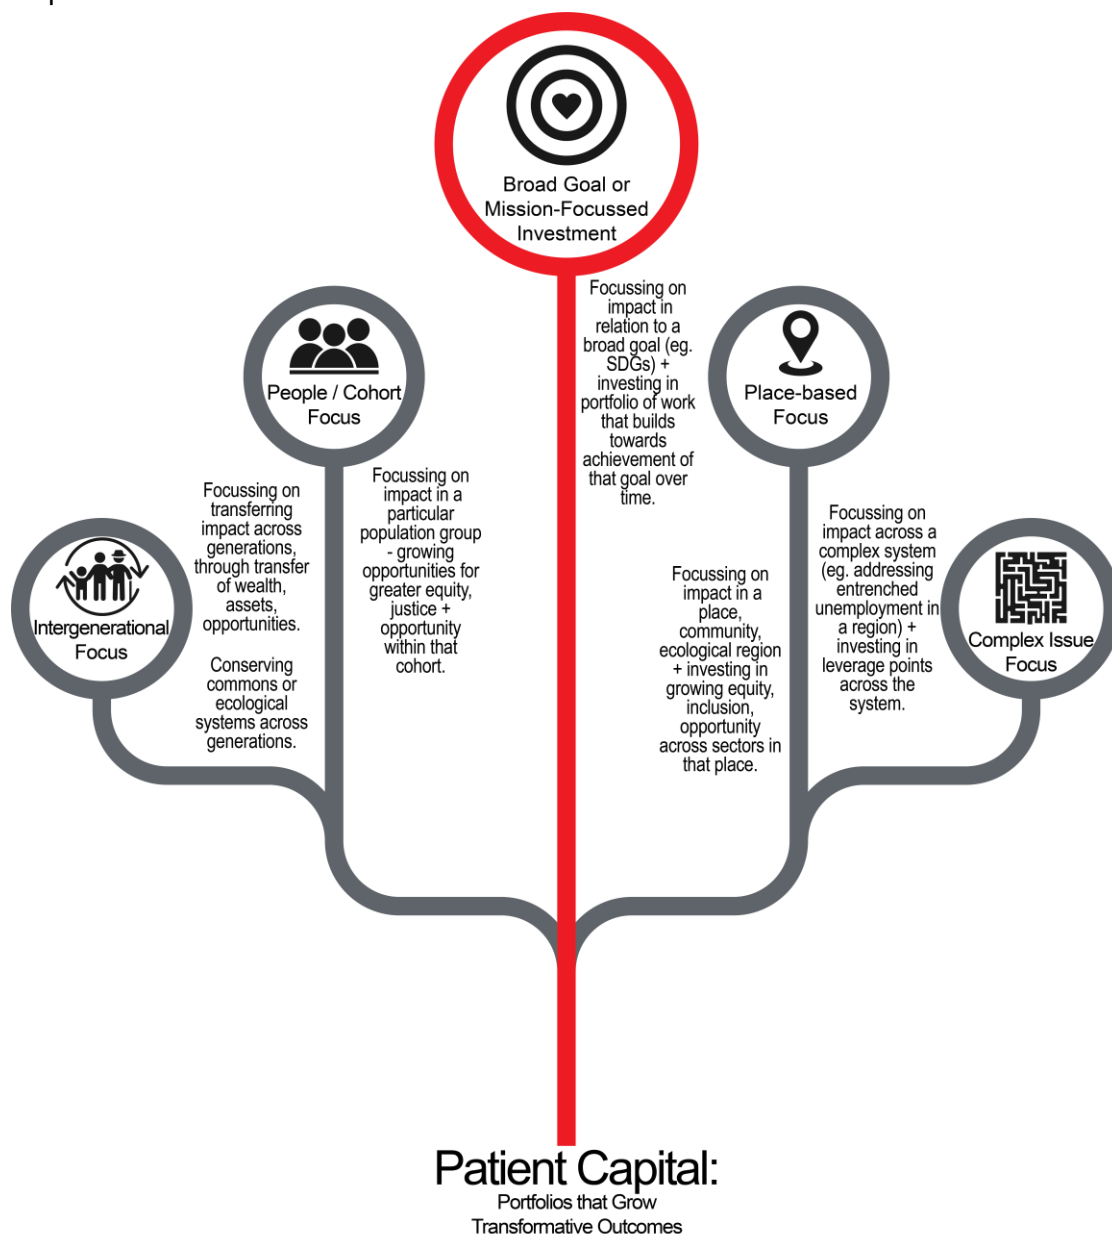 Broad Goal or
Mission-Focussed
Investment
Focussing on
impact in
relation to a
broad goal (eg.
SDGs) +
investing in
portfolio of work
that builds
towards
achievement of
that goal over
time.
People / Cohort
Focus
Focussing on
impact in a
particular
population group
- growing
opportunities for
greater equity,
justice +
opportunity
within that
cohort.
Place-based
Focus
Focussing on
impact in a
place,
community,
ecological region
+ investing in
growing equity,
inclusion,
opportunity
across sectors in
that place.
Intergenerational
Focus
Focussing on
transferring
impact across
generations,
through transfer
of wealth,
assets,
opportunities.
Conserving
commons or
ecological
systems across
generations.
Complex Issue
Focus
Focussing on
impact across a
complex system
(eg. addressing
entrenched
unemployment in
a region) +
investing in
leverage points
across the
system.
Patient Capital:
Portfolios that Grow
Transformative Outcomes